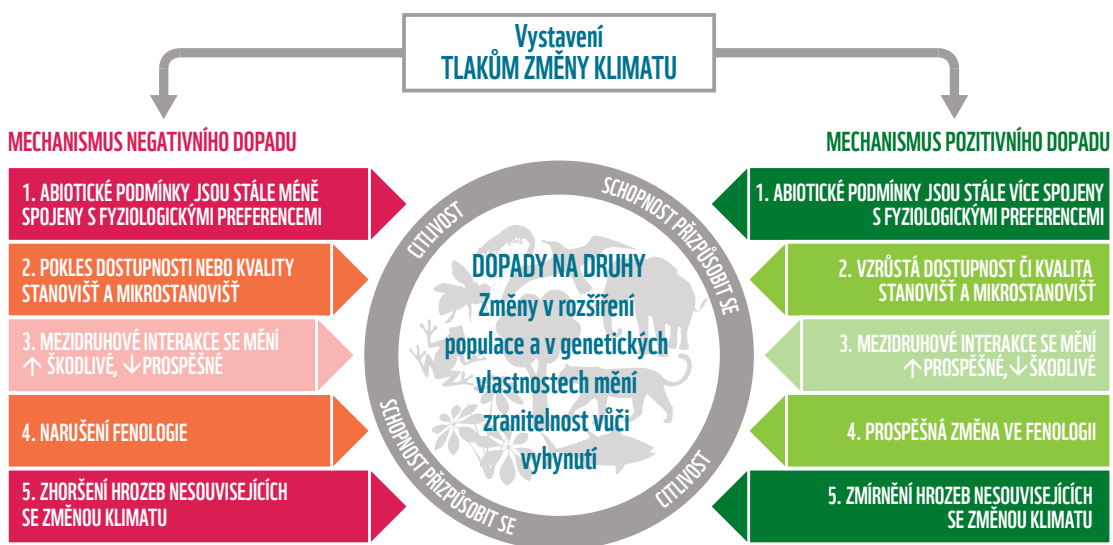 Vystavení
TLAKŮM ZMĚNY KLIMATU
MECHANISMUS NEGATIVNÍHO DOPADU
1. ABIOTICKÉ PODMÍNKY JSOU STÁLE MÉNĚ
SPOJENY S FYZIOLOGICKÝMI PREFERENCEMI
2. POKLES DOSTUPNOSTI NEBO KVALITY
STANOVIŠŤ A MIKROSTANOVIŠŤ
3. MEZIDRUHOVÉ INTERAKCE SE MĚNÍ
↑ ŠKODLIVÉ, ↓PROSPĚŠNÉ
4. NARUŠENÍ FENOLOGIE
5. ZHORŠENÍ HROZEB NESOUVISEJÍCÍCH
SE ZMĚNOU KLIMATU
CITLIVOST
SCHOPNOST PŘIZPŮSOBIT SE
DOPADY NA DRUHY
Změny v rozšíření
populace a v genetických
vlastnostech mění
zranitelnost vůči
vyhynutí
SCHOPNOST PŘIZPŮSOBIT SE
CITLIVOST
MECHANISMUS POZITIVNÍHO DOPADU
1. ABIOTICKÉ PODMÍNKY JSOU STÁLE VÍCE SPOJENY
S FYZIOLOGICKÝMI PREFERENCEMI
2. VZRŮSTÁ DOSTUPNOST ČI KVALITA
STANOVIŠŤ A MIKROSTANOVIŠŤ
3. MEZIDRUHOVÉ INTERAKCE SE MĚNÍ
↑PROSPĚŠNÉ,↓ŠKODLIVÉ
4. PROSPĚŠNÁ ZMĚNA VE FENOLOGII
5. ZMÍRNĚNÍ HROZEB NESOUVISEJÍCÍCH
SE ZMĚNOU KLIMATU